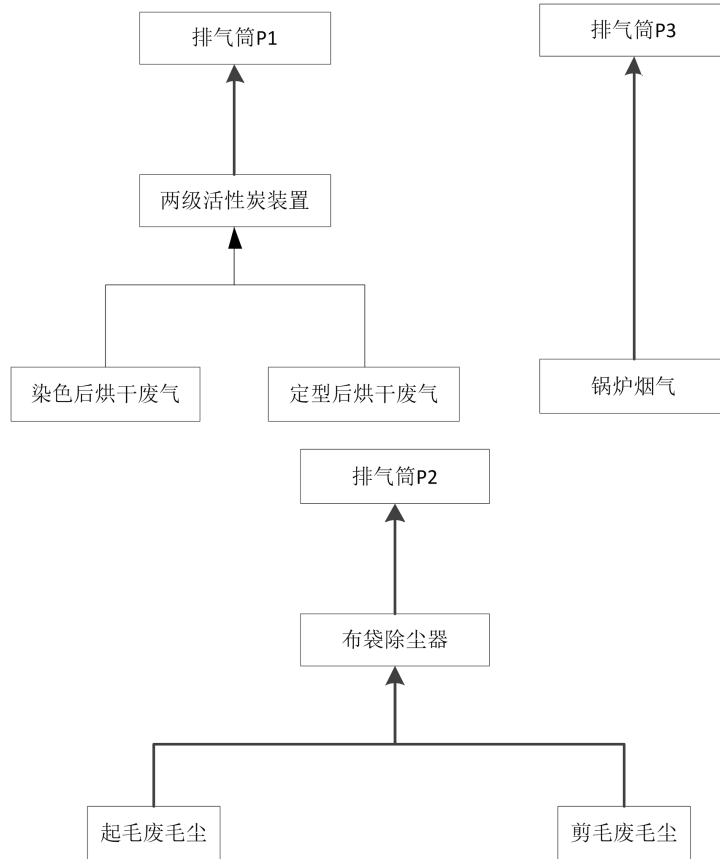 排气筒P1
排气筒P3
两级活性炭装置
染色后烘干废气
定型后烘干废气
锅炉烟气
排气筒P2
布袋除尘器
起毛废毛尘
剪毛废毛尘